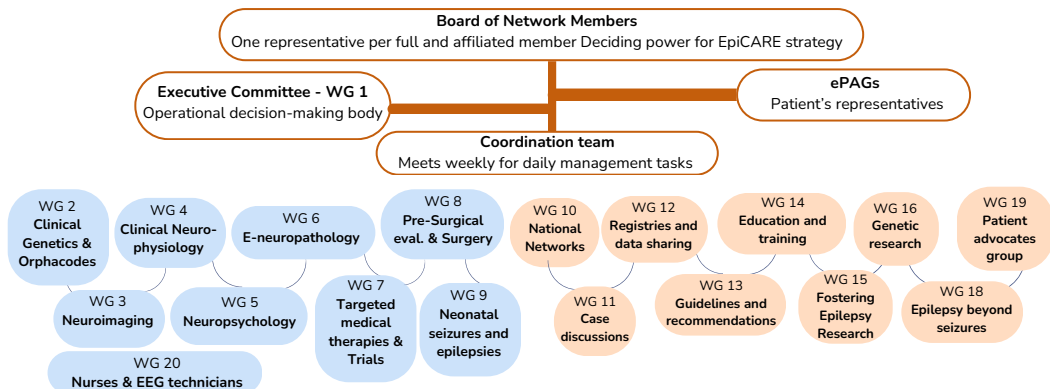 Board of Network Members
One representative per full and affiliated member Deciding power for EpiCARE strategy
Executive Committee - WG 1
Operational decision-making body
ePAGs
Patient's representatives
Coordination team
Meets weekly for daily management tasks
WG 2
Clinical
Genetics &
Orphacodes
WG 3
Neuroimaging
WG 4
Clinical Neuro-
physiology
WG 5
Neuropsychology
WG 6
E-neuropathology
WG 7
Targeted
medical
therapies &
Trials
WG 8
Pre-Surgical
eval. & Surgery
WG 9
Neonatal
seizures and
epilepsies
WG 10
National
Networks
WG 11
Case
discussions
WG 12
Registries and
data sharing
WG 13
Guidelines and
recommendations
WG 14
Education and
training
WG 15
Fostering
Epilepsy
Research
WG 16
Genetic
research
WG 18
Epilepsy beyond
seizures
WG 19
Patient
advocates
group
WG 20
Nurses & EEG technicians